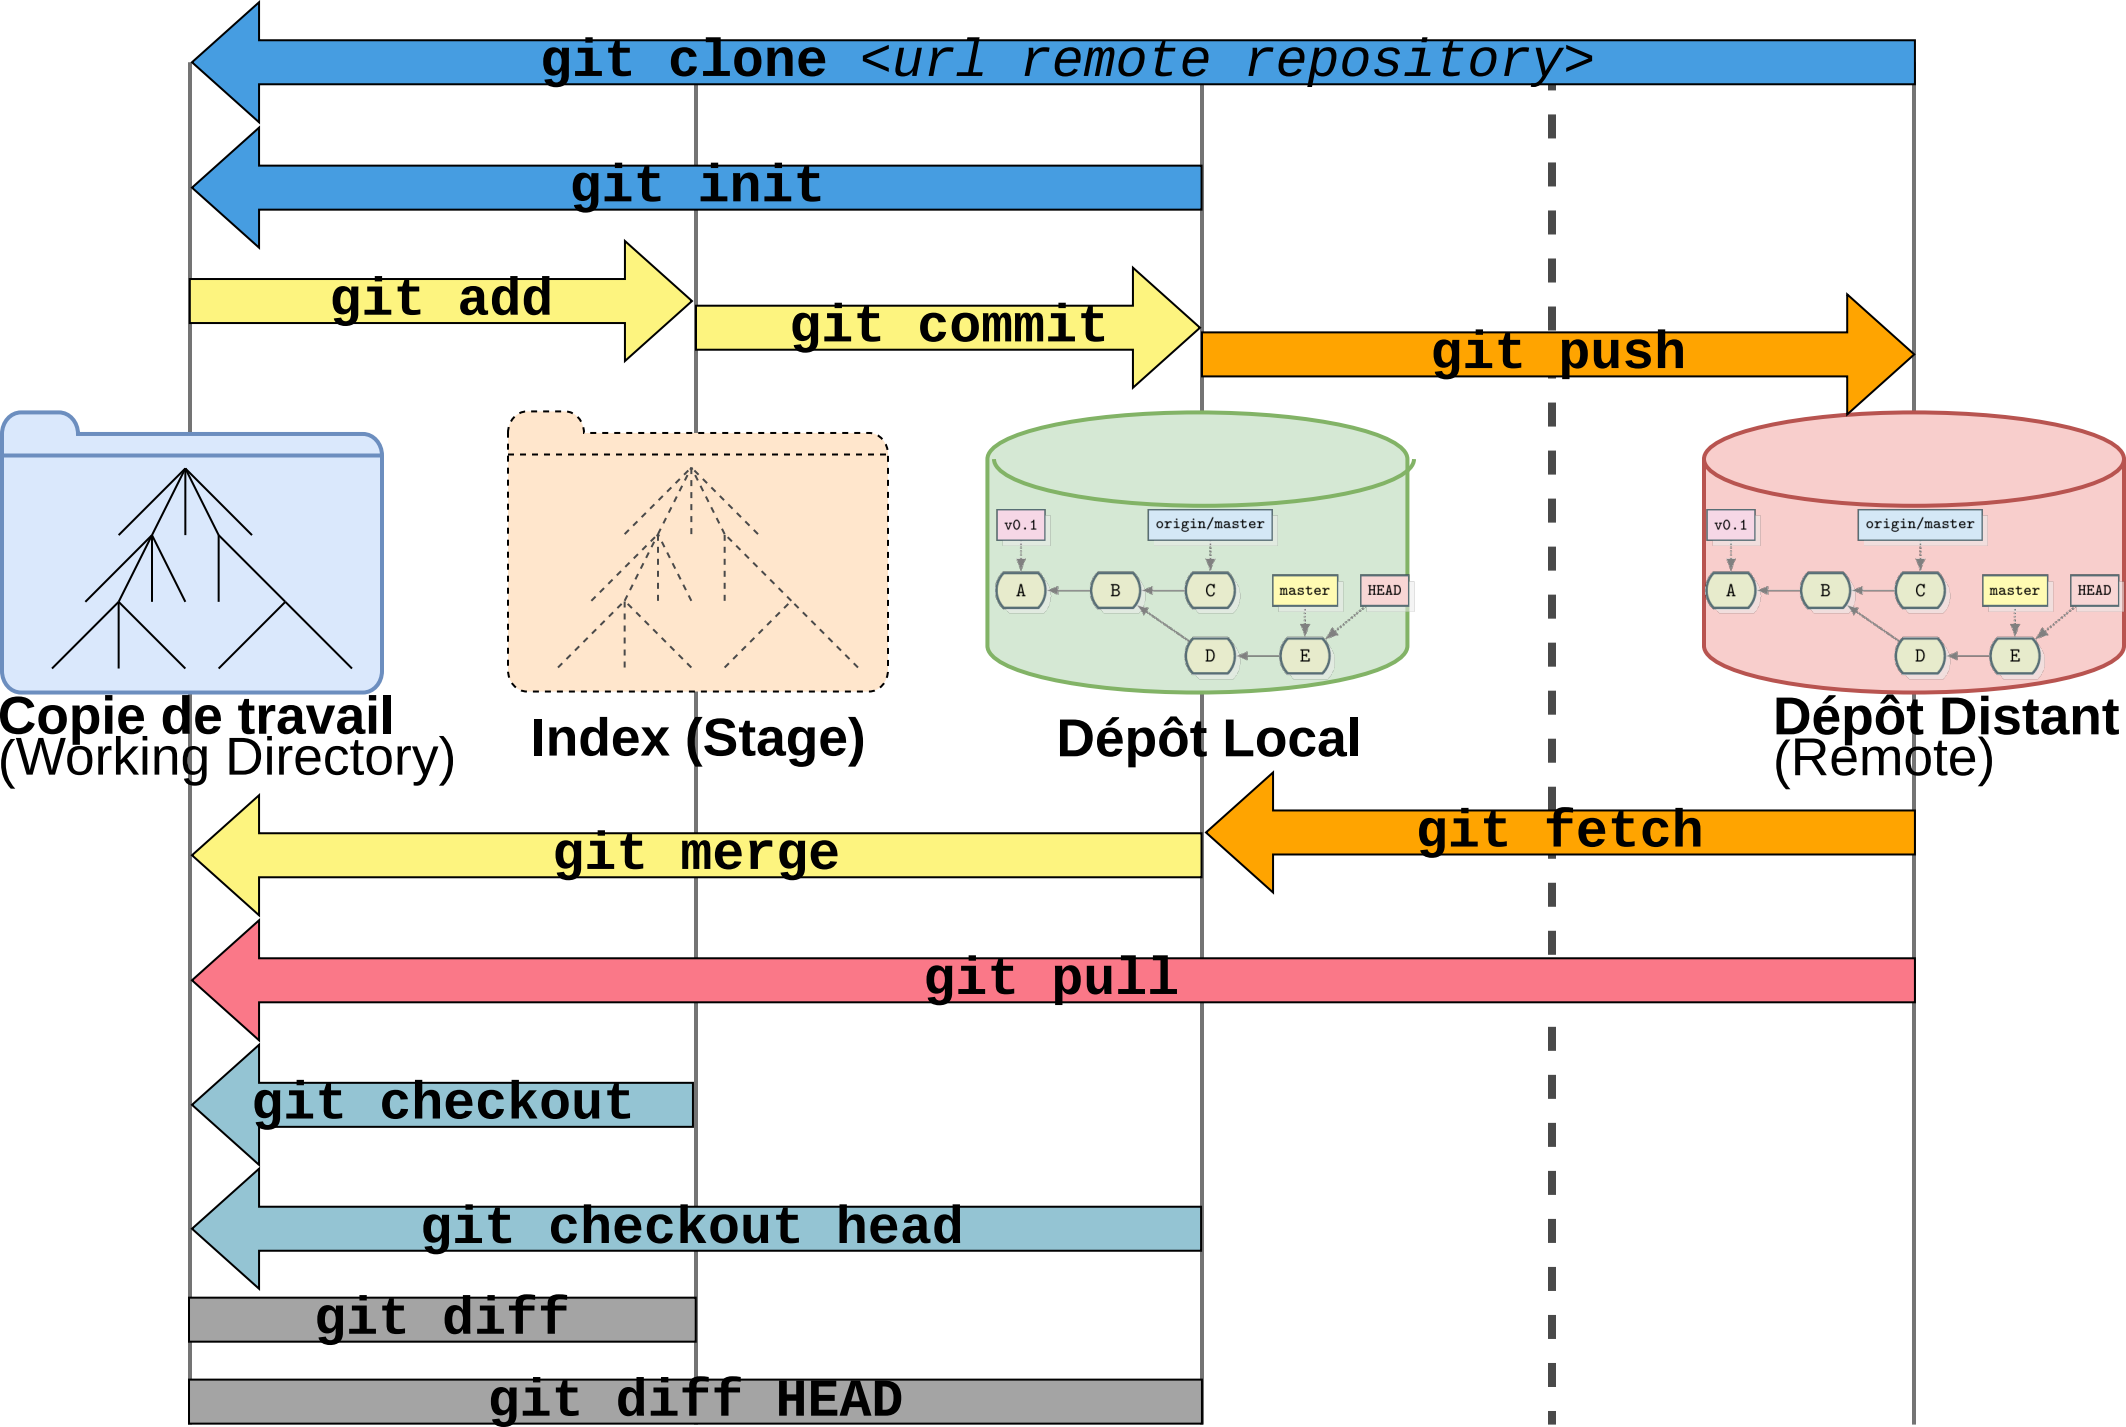 git clone <url remote repository>
git init
git add
git commit
git push
v0.1
origin/master
A
B
C
master
HEAD
D
E
v0.1
origin/master
A
B
C
master
HEAD
D
E
Copie de travail
(Working Directory)
Index (Stage)
Dépôt Local
Dépôt Distant
(Remote)
git fetch
git merge
git pull
git checkout
git checkout head
git diff
git diff HEAD